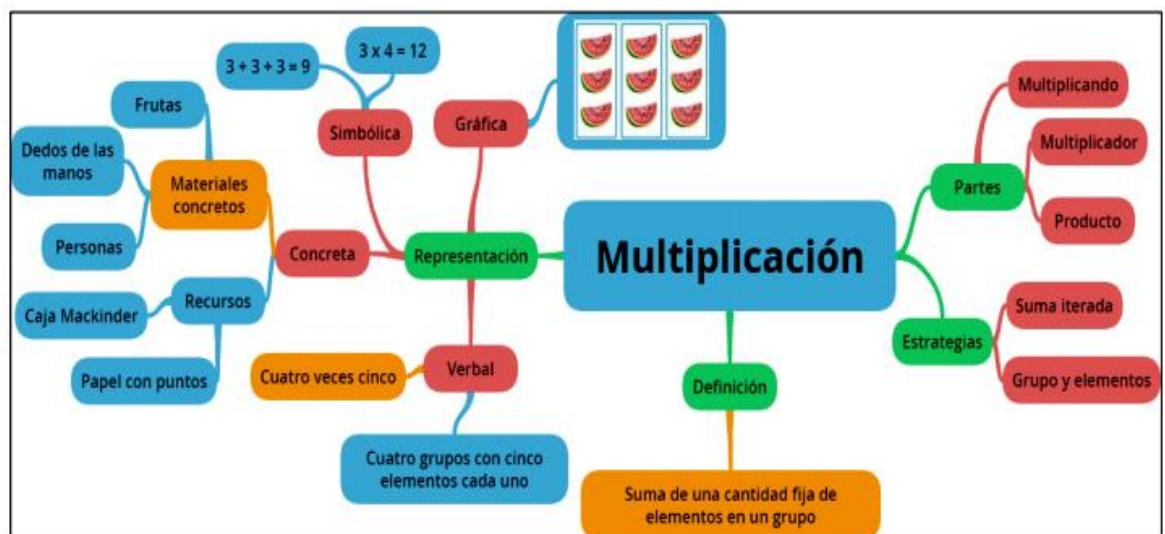 3 + 3 + 3 = 9
3 x 4 = 12
Simbólica
Gráfica
Frutas
Dedos de las
manos
Personas
Materiales
concretos
Concreta
Recursos
Caja Mackinder
Papel con puntos
Representación
Verbal
Cuatro veces cinco
Cuatro grupos con cinco
elementos cada uno
Multiplicación
Definición
Suma de una cantidad fija de
elementos en un grupo
Partes
Multiplicando
Multiplicador
Producto
Estrategias
Suma iterada
Grupo y elementos